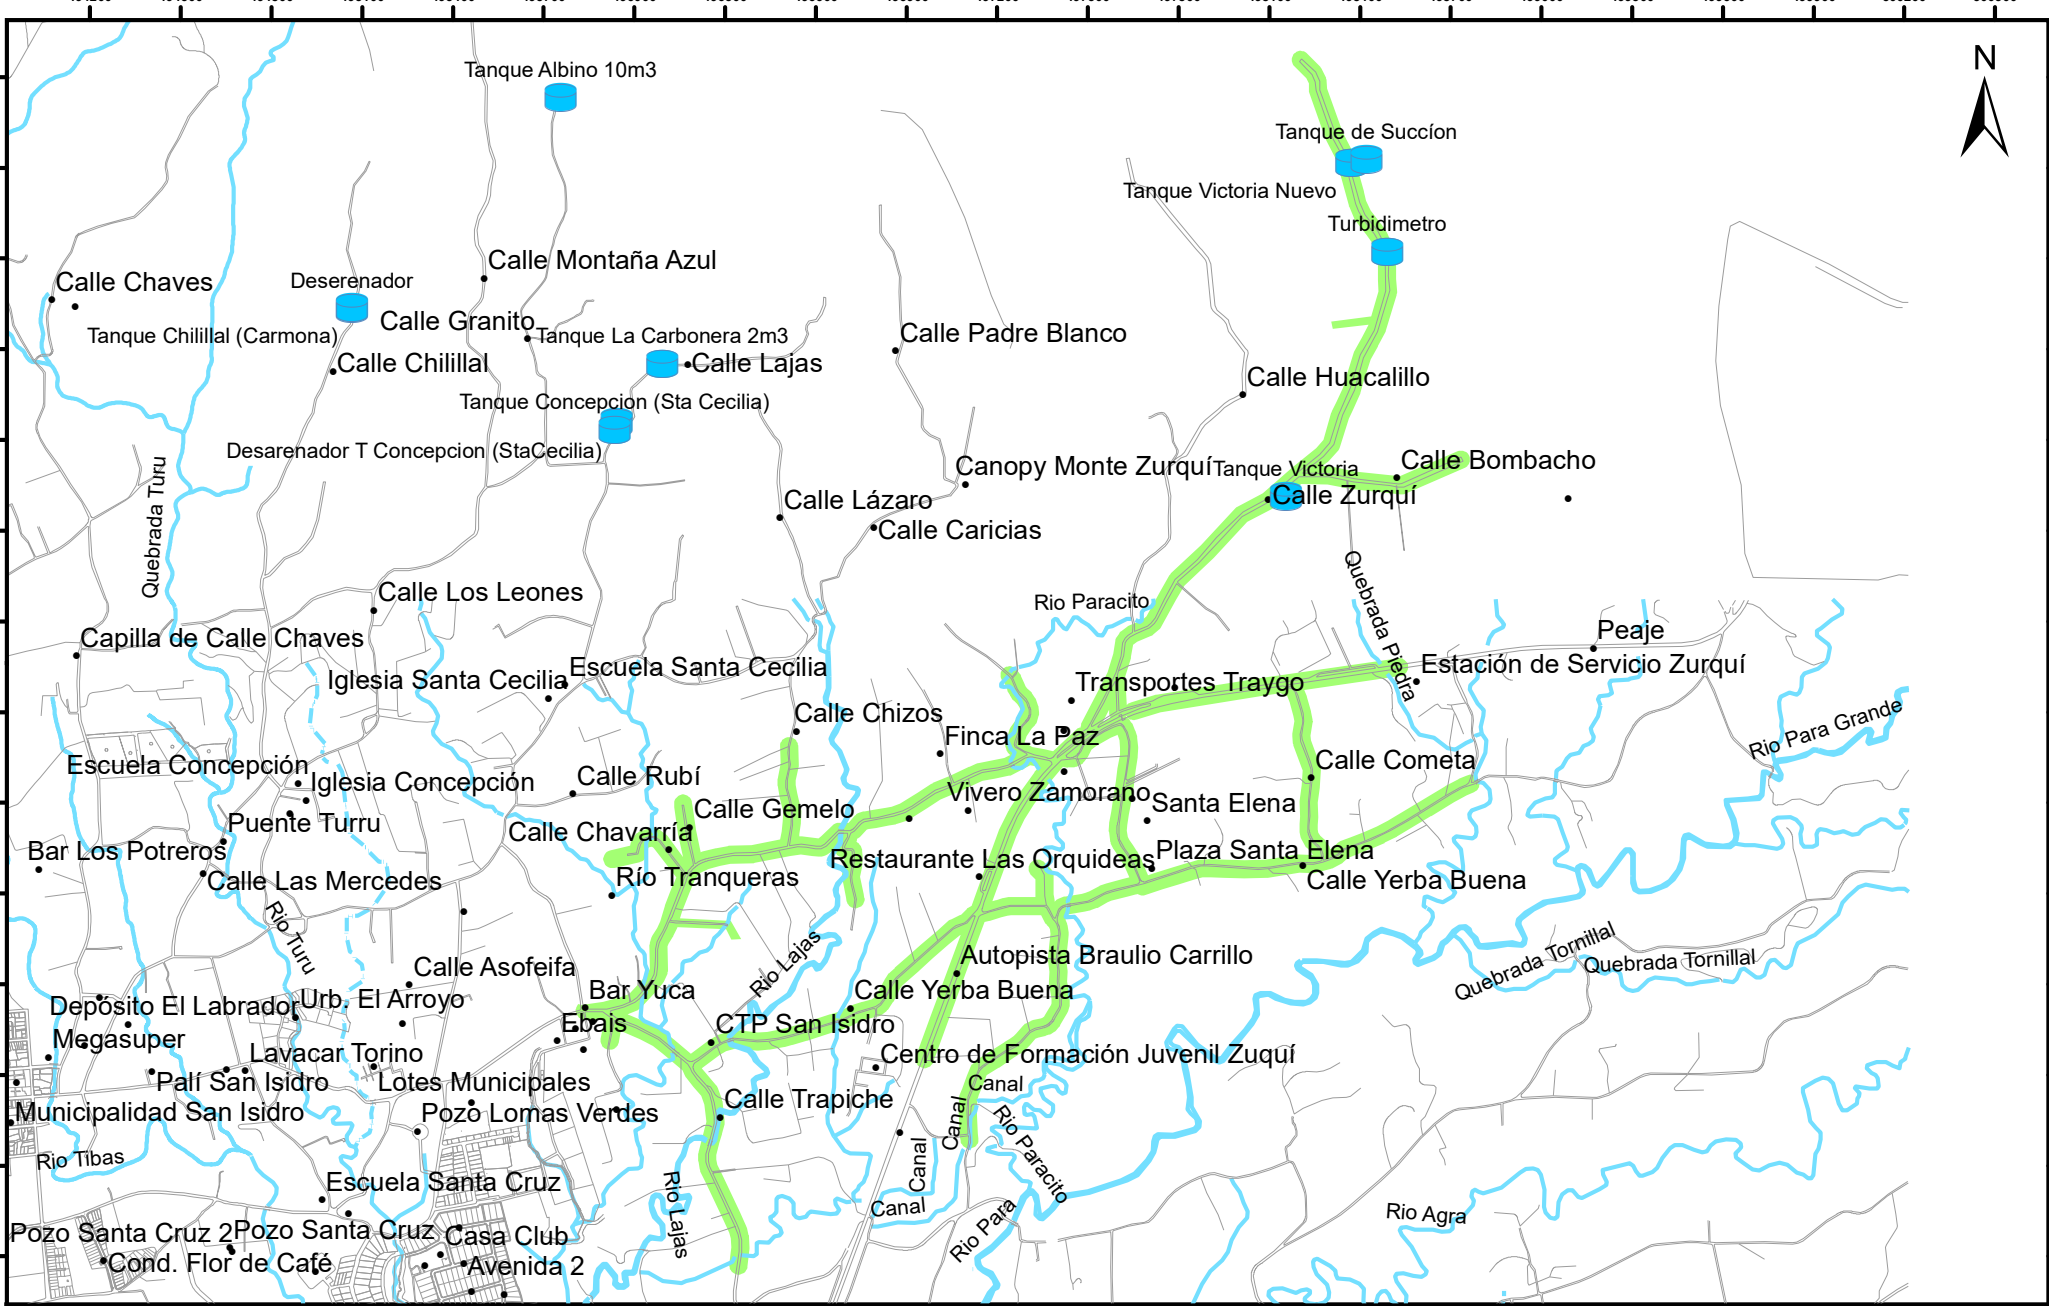 N
Tanque Albino 10m3
Tanque de Succíon
Tanque Victoria Nuevo
Turbidimetro
Calle Montaña Azul
Calle Chaves
Deserenador
Calle Granito
Tanque Chilillal (Carmona)
Tanque La Carbonera 2m3
Calle Padre Blanco
Calle Chilillal
Calle Lajas
Calle Huacalillo
Tanque Concepcion (Sta Cecilia)
Desarenador T Concepcion (StaCecilia)
Canopy Monte Zurquí
Tanque Victoria
Calle Bombacho
Calle Zurquí
Calle Lázaro
Calle Caricias
Quebrada Turu
Calle Los Leones
Rio Paracito
Quebrada Piedra
Peaje
Capilla de Calle Chaves
Escuela Santa Cecilia
Estación de Servicio Zurquí
Iglesia Santa Cecilia
Transportes Traygo
Calle Chizos
Finca La Paz
Rio Para Grande
Escuela Concepción
Iglesia Concepción
Calle Rubí
Calle Cometa
Vivero Zamorano
Santa Elena
Calle Gemelo
Puente Turru
Calle Chavarría
Bar Los Potreros
Restaurante Las Orquideas
Plaza Santa Elena
Calle Las Mercedes
Río Tranqueras
Calle Yerba Buena
Rio Turu
Rio Lajas
Quebrada Tornillal
Quebrada Tornillal
Autopista Braulio Carrillo
Calle Asofeifa
Bar Yuca
Calle Yerba Buena
Deposito El Labrador
Urb. El Arroyo
Ebais
CTP San Isidro
Megasuper
Lavacar Torino
Centro de Formación Juvenil Zuquí
Palí San Isidro
Lotes Municipales
Canal
Calle Trapiche
Municipalidad San Isidro
Pozo Lomas Verdes
Canal
Rio Paracito
Rio Tibas
Canal
Escuela Santa Cruz
Rio Lajas
Canal
Rio Para
Rio Agra
Pozo Santa Cruz 2
Pozo Santa Cruz
Casa Club
Cond. Flor de Café
Avenida 2